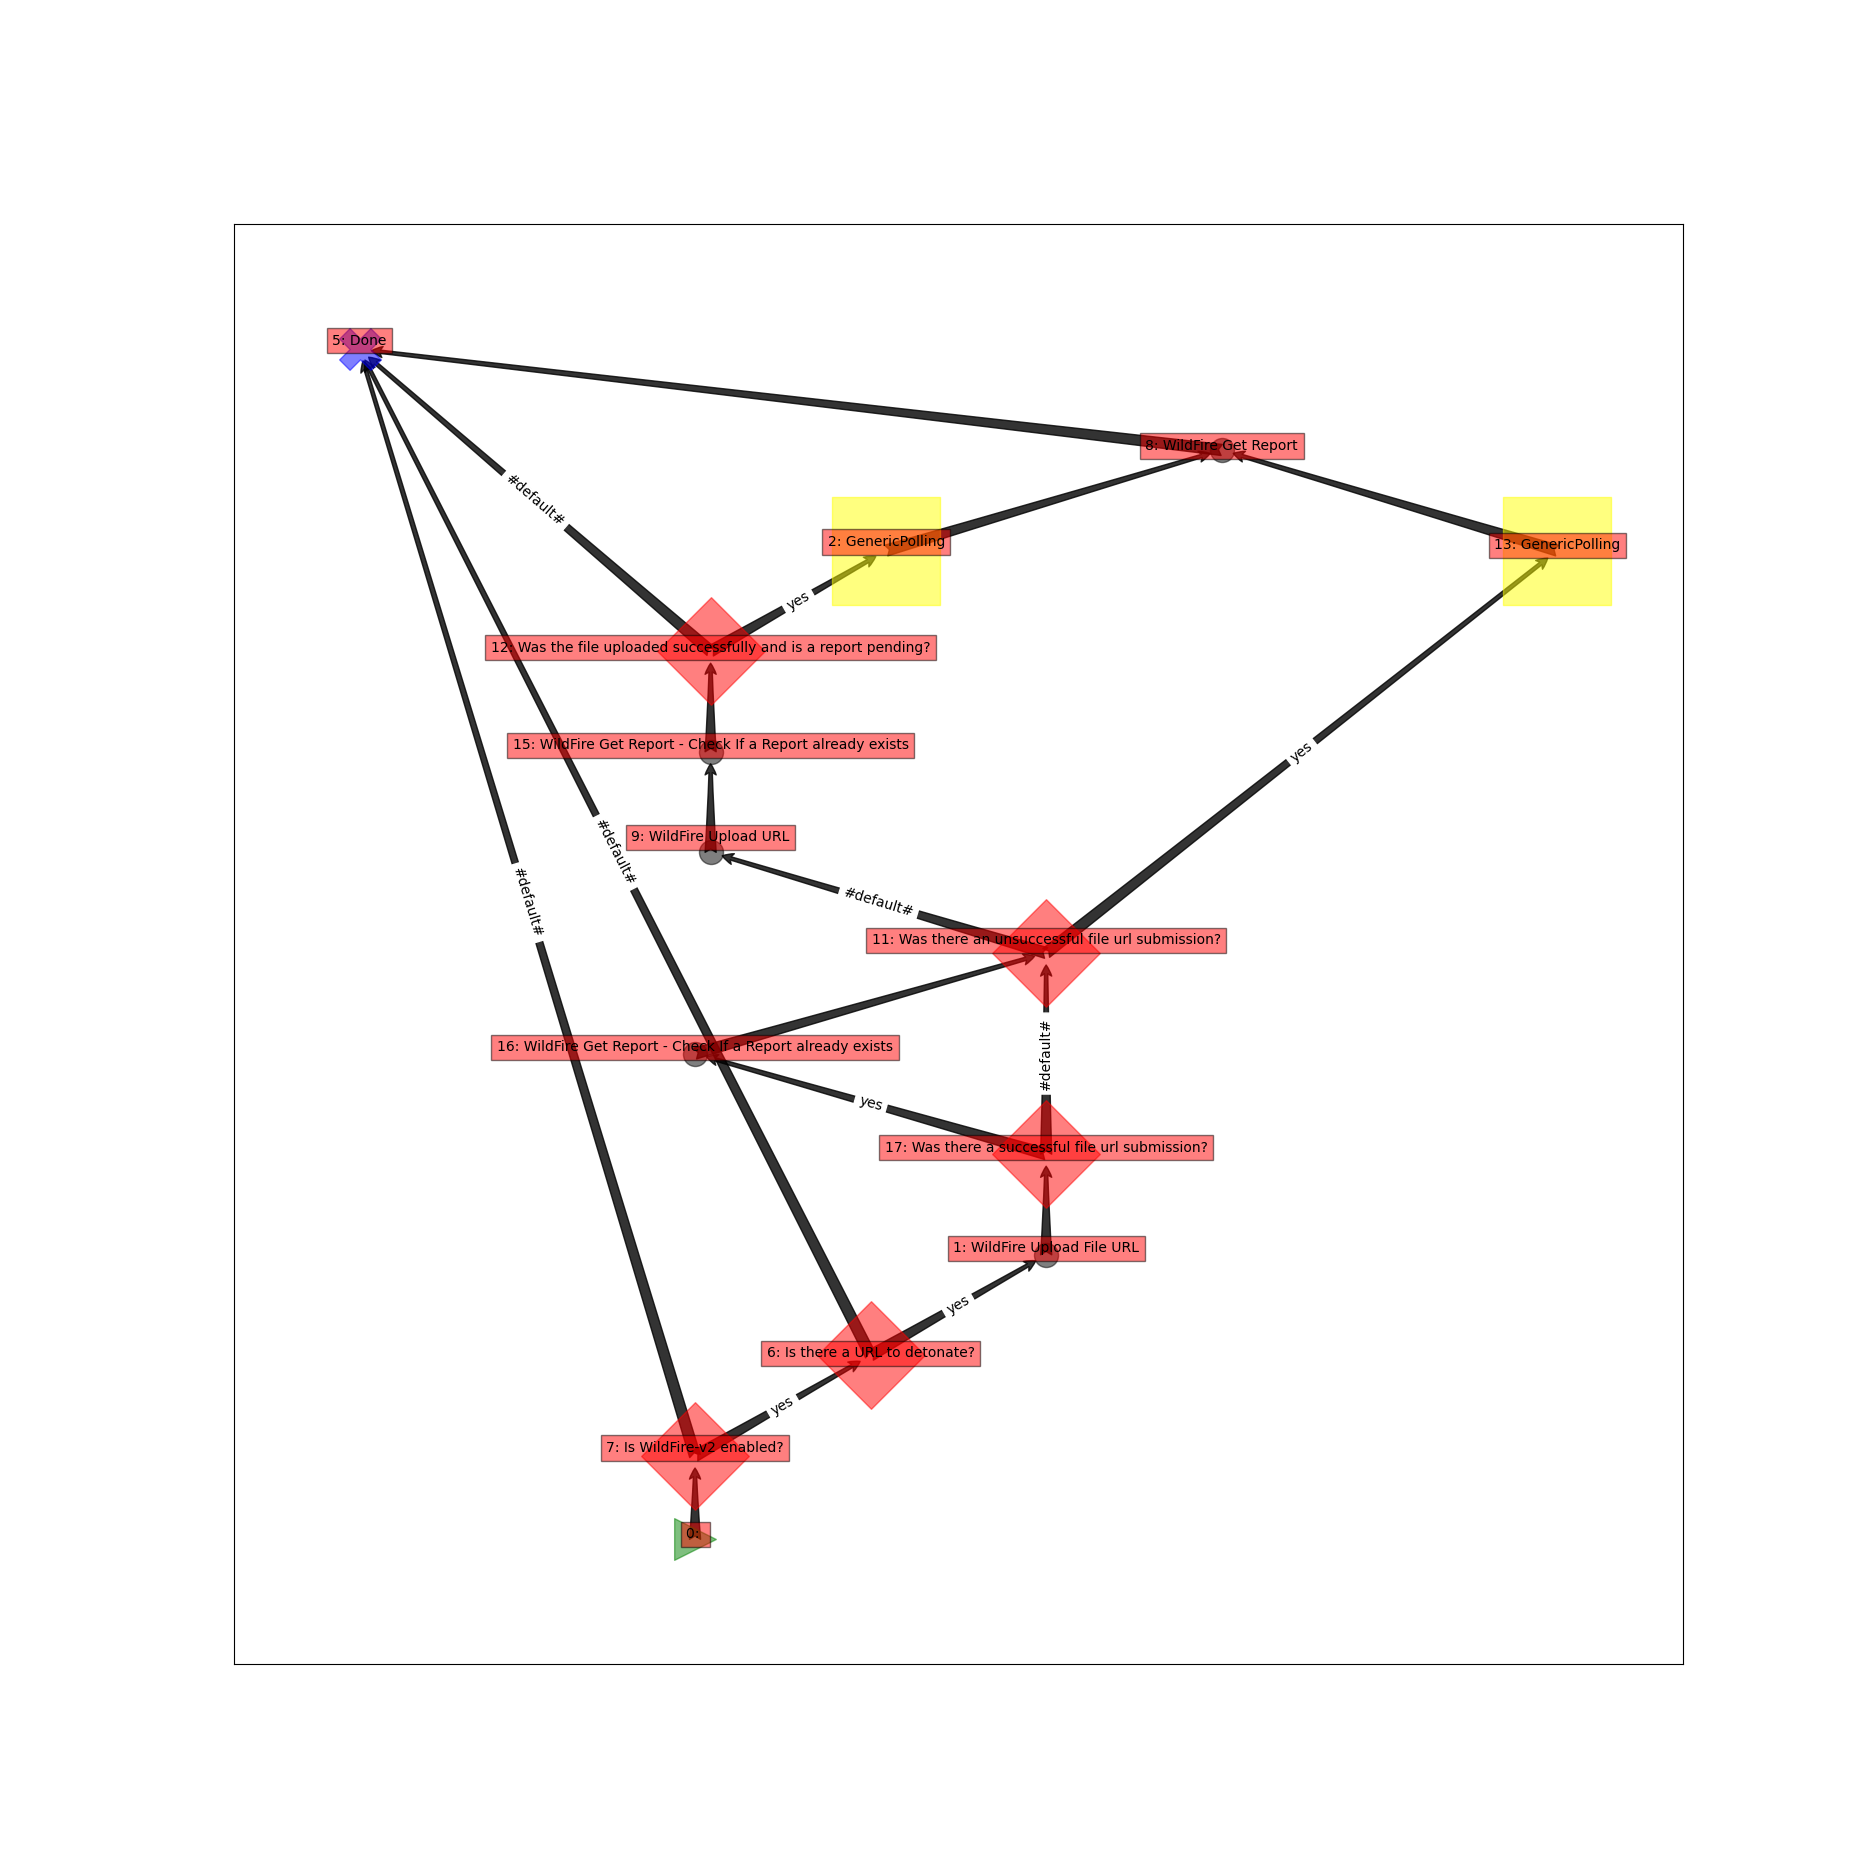 5: Done
8: WildFire Get Report
#default#
2: GenericPolling
13: GenericPolling
yes
12: Was the file uploaded successfully and is a report pending?
15: WildFire Get Report - Check If a Report already exists
yes
9: WildFire Upload URL
#default#
#default#
#default#
11: Was there an unsuccessful file url submission?
16: WildFire Get Report - Check If a Report already exists
#default#
yes
17: Was there a successful file url submission?
1: WildFire Upload File URL
yes
6: Is there a URL to detonate?
yes
7: Is WildFire-v2 enabled?
0: